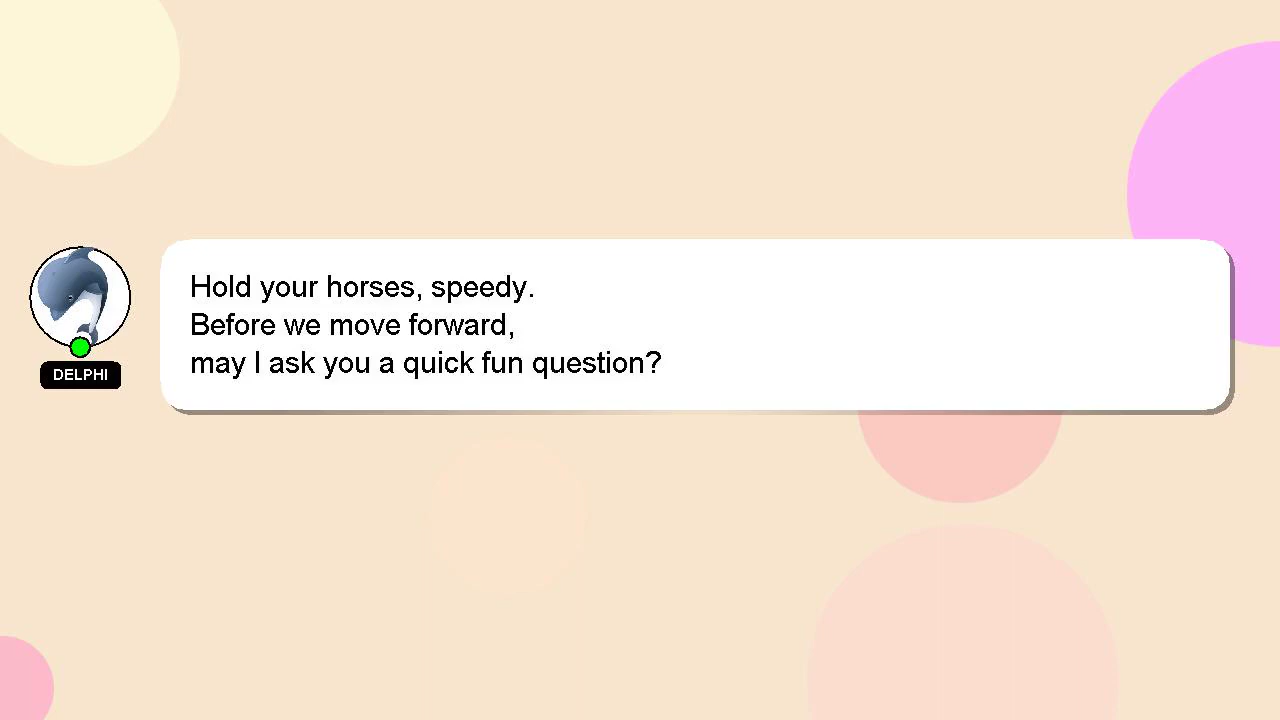 Hold your horses, speedy.
Before we move forward,
may I ask you a quick fun question?
DELPHI